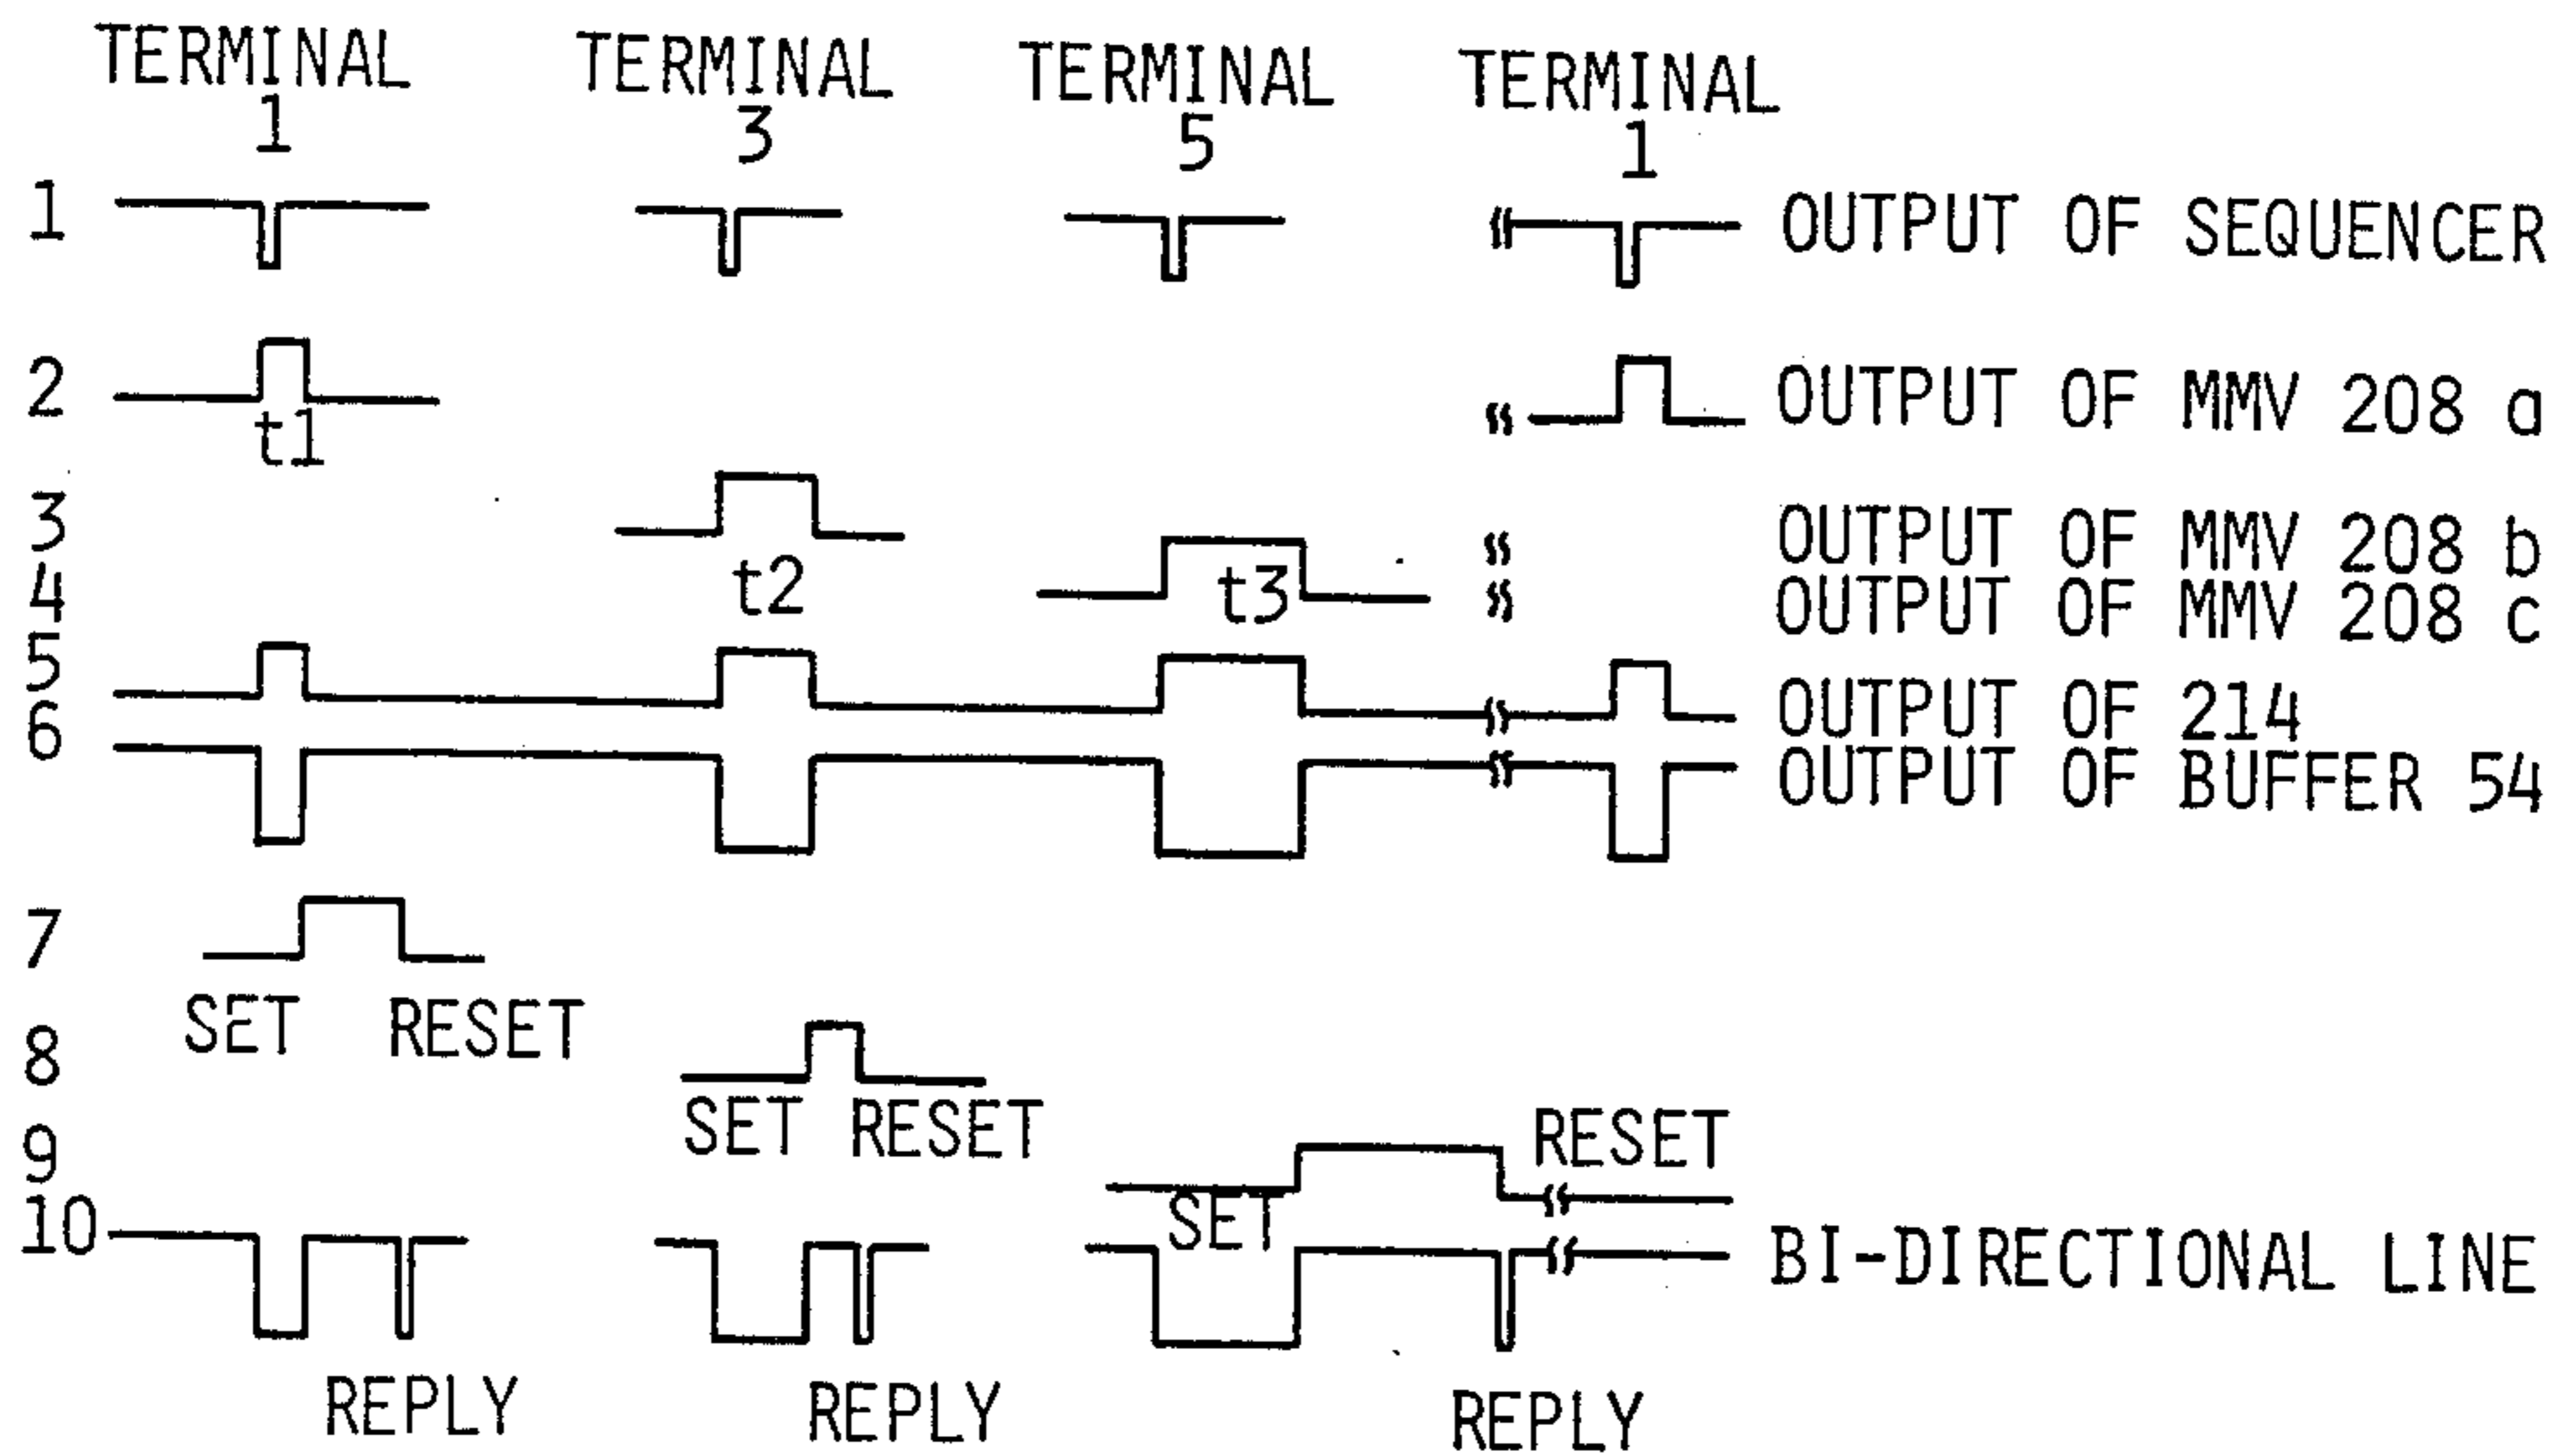 TERMINAL 1 TERMINAL 3 TERMINAL 5 TERMINAL 1
1 OUTPUT OF SEQUENCER
2 t1 OUTPUT OF MMV 208 a
3 t2 OUTPUT OF MMV 208 b
4 t3 OUTPUT OF MMV 208 c
5 OUTPUT OF 214
6 OUTPUT OF BUFFER 54
7 SET RESET
8 SET RESET
9 SET RESET
10 BI-DIRECTIONAL LINE
REPLY REPLY REPLY